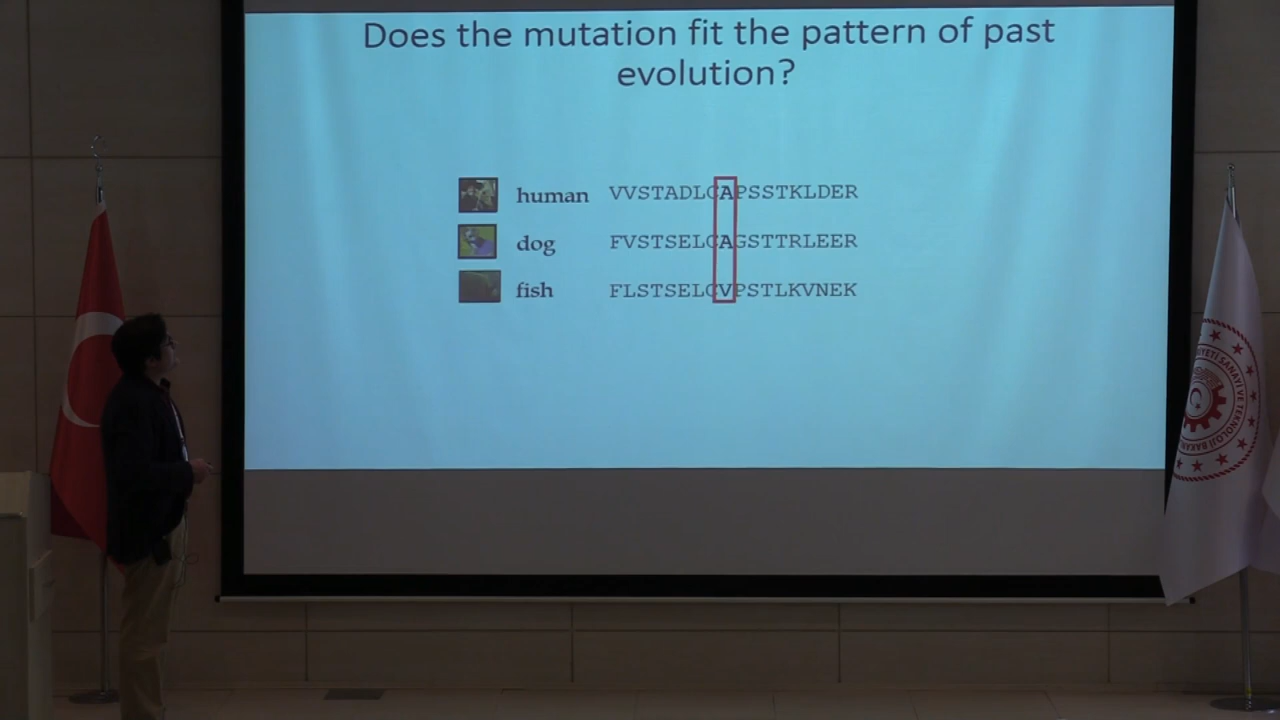 Does the mutation fit the pattern of past
evolution?
human VVSTADLCAPSSTKLDER
dog FVSTSELCAGSTTRLEER
fish FLSTSELCVPSTLKVNEK